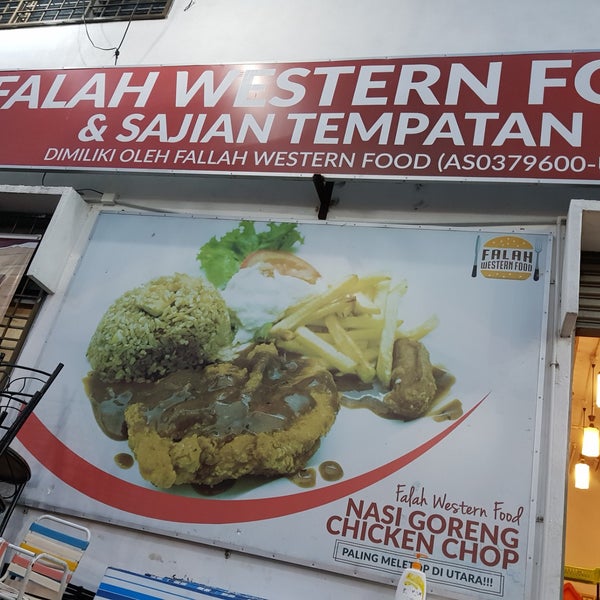 FALAH WESTERN FO
& SAJIAN TEMPATAN
DIMILIKI OLEH FALLAH WESTERN FOOD (AS0379600-
FALAH
WESTERN FOOD
Falah Western Food
NASI GORENG
CHICKEN CHOP
PALING MELETOP DI UTARA!!!